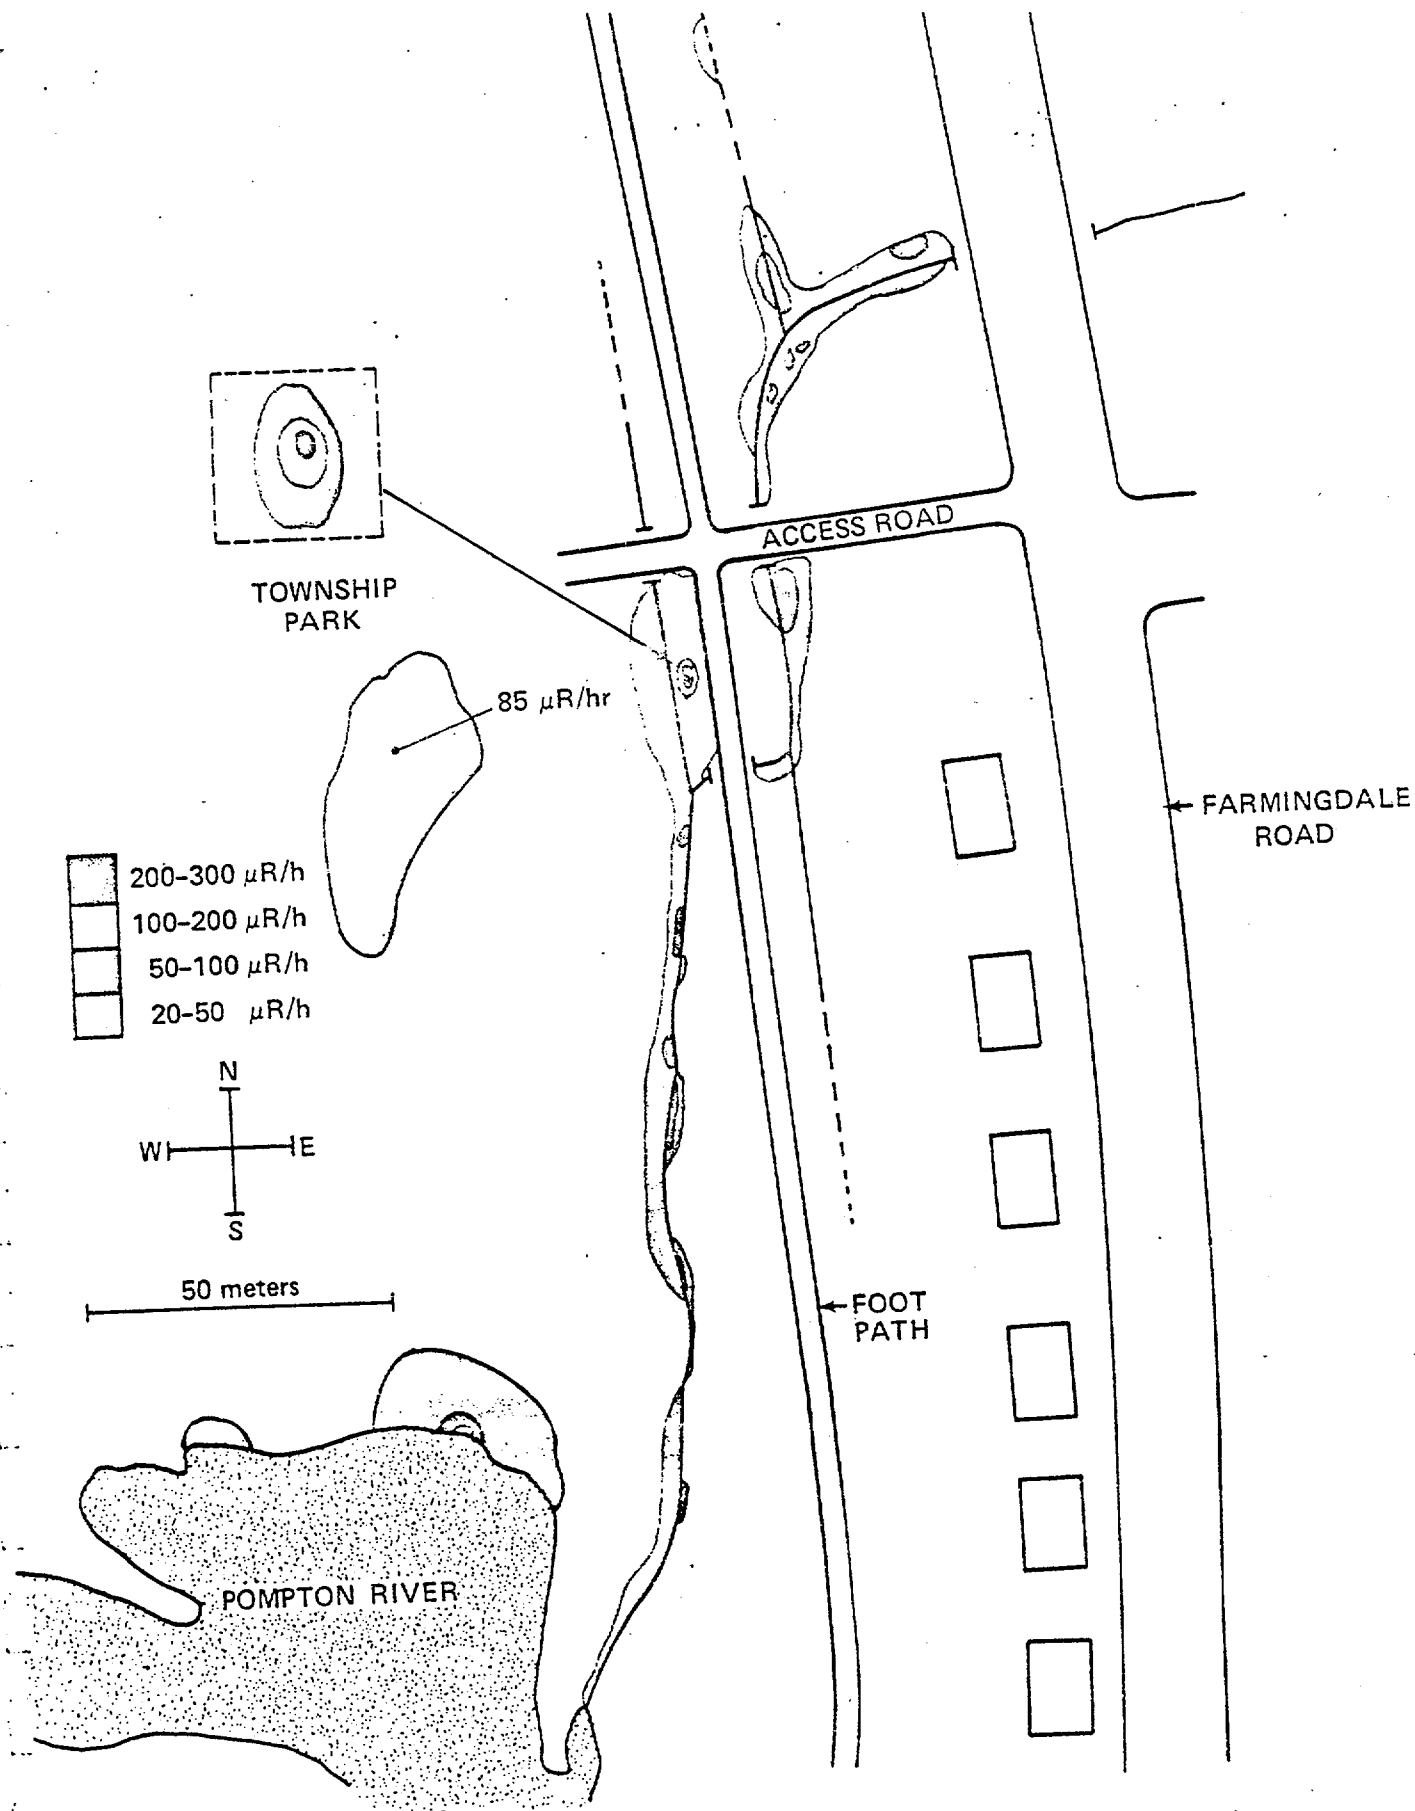 ACCESS ROAD
TOWNSHIP
PARK
85 μR/hr
FARMINGDALE
ROAD
200-300 μR/h
100-200 μR/h
50-100 μR/h
20-50 μR/h
N
W E
S
50 meters
FOOT
PATH
POMPTON RIVER